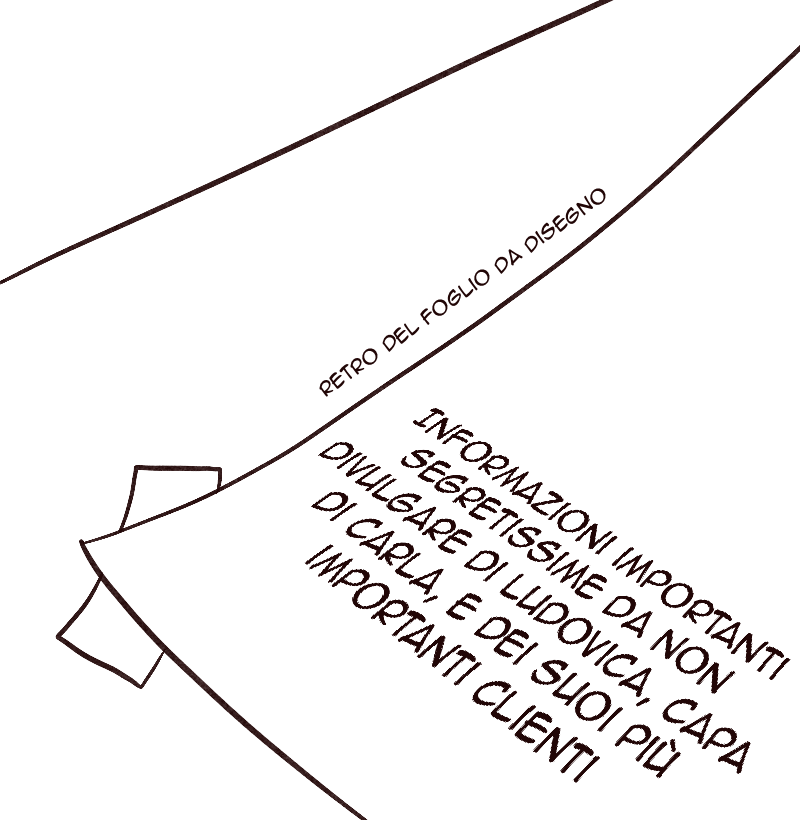 RETRO DEL FOGLIO DA DISEGNO
INFORMAZIONI IMPORTANTI
SEGRETISSIME DA NON
DIVULGARE DI LUDOVICA, CAPA
DI CARLA, E DEI SUOI PIÙ
IMPORTANTI CLIENTI